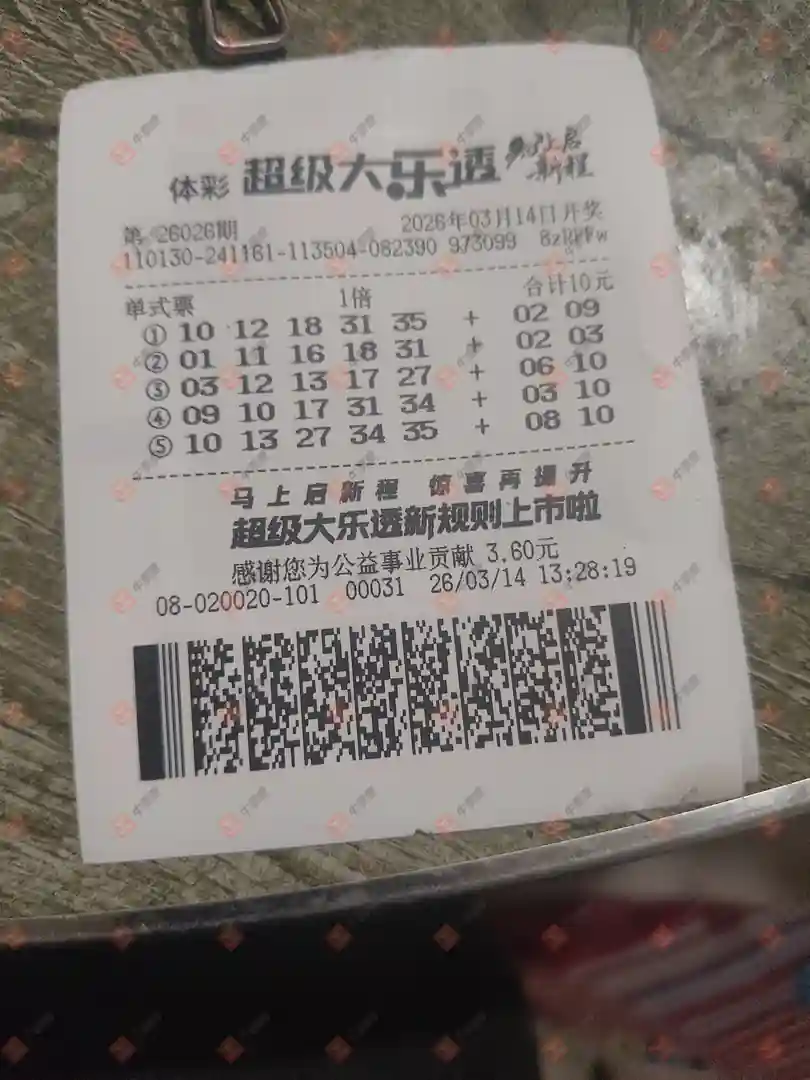 体彩 超级大乐透 马上启新程
第 26026期 2026年03月14日开奖
110130-241161-113504-082390 973099
单式票 1倍 合计10元
① 10 12 18 31 35 + 02 09
② 01 11 16 18 31 + 02 03
③ 03 12 13 17 27 + 06 10
④ 09 10 17 31 34 + 03 10
⑤ 10 13 27 34 35 + 08 10
马上启新程 惊喜再提升
超级大乐透新规则上市啦
感谢您为公益事业贡献 3.60元
08-020020-101 00031 26/03/14 13:28:19